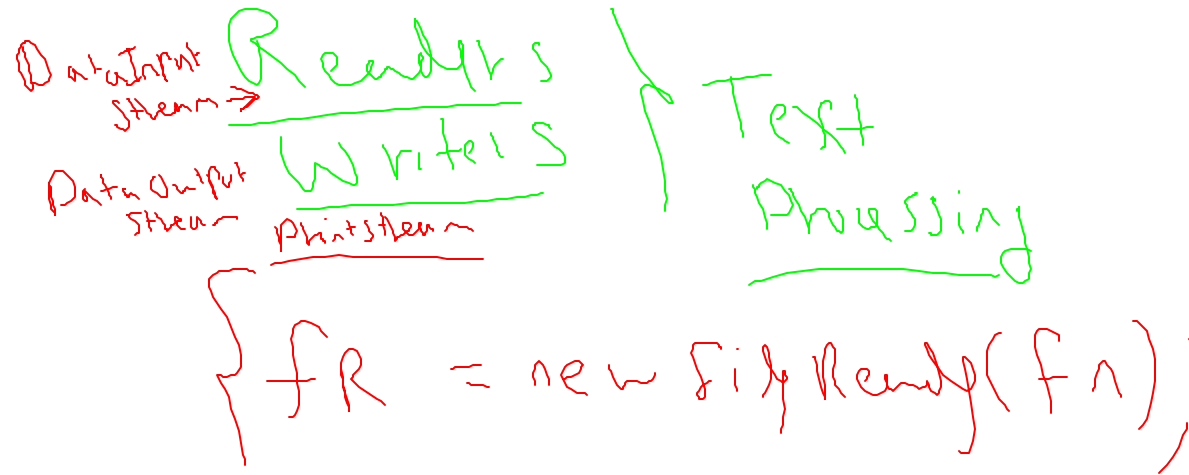 DataInput
Stream →
Readers
Writers
Text
Processing
DataOutput
Stream
Printstream
{ fR = new FileReader(fn);